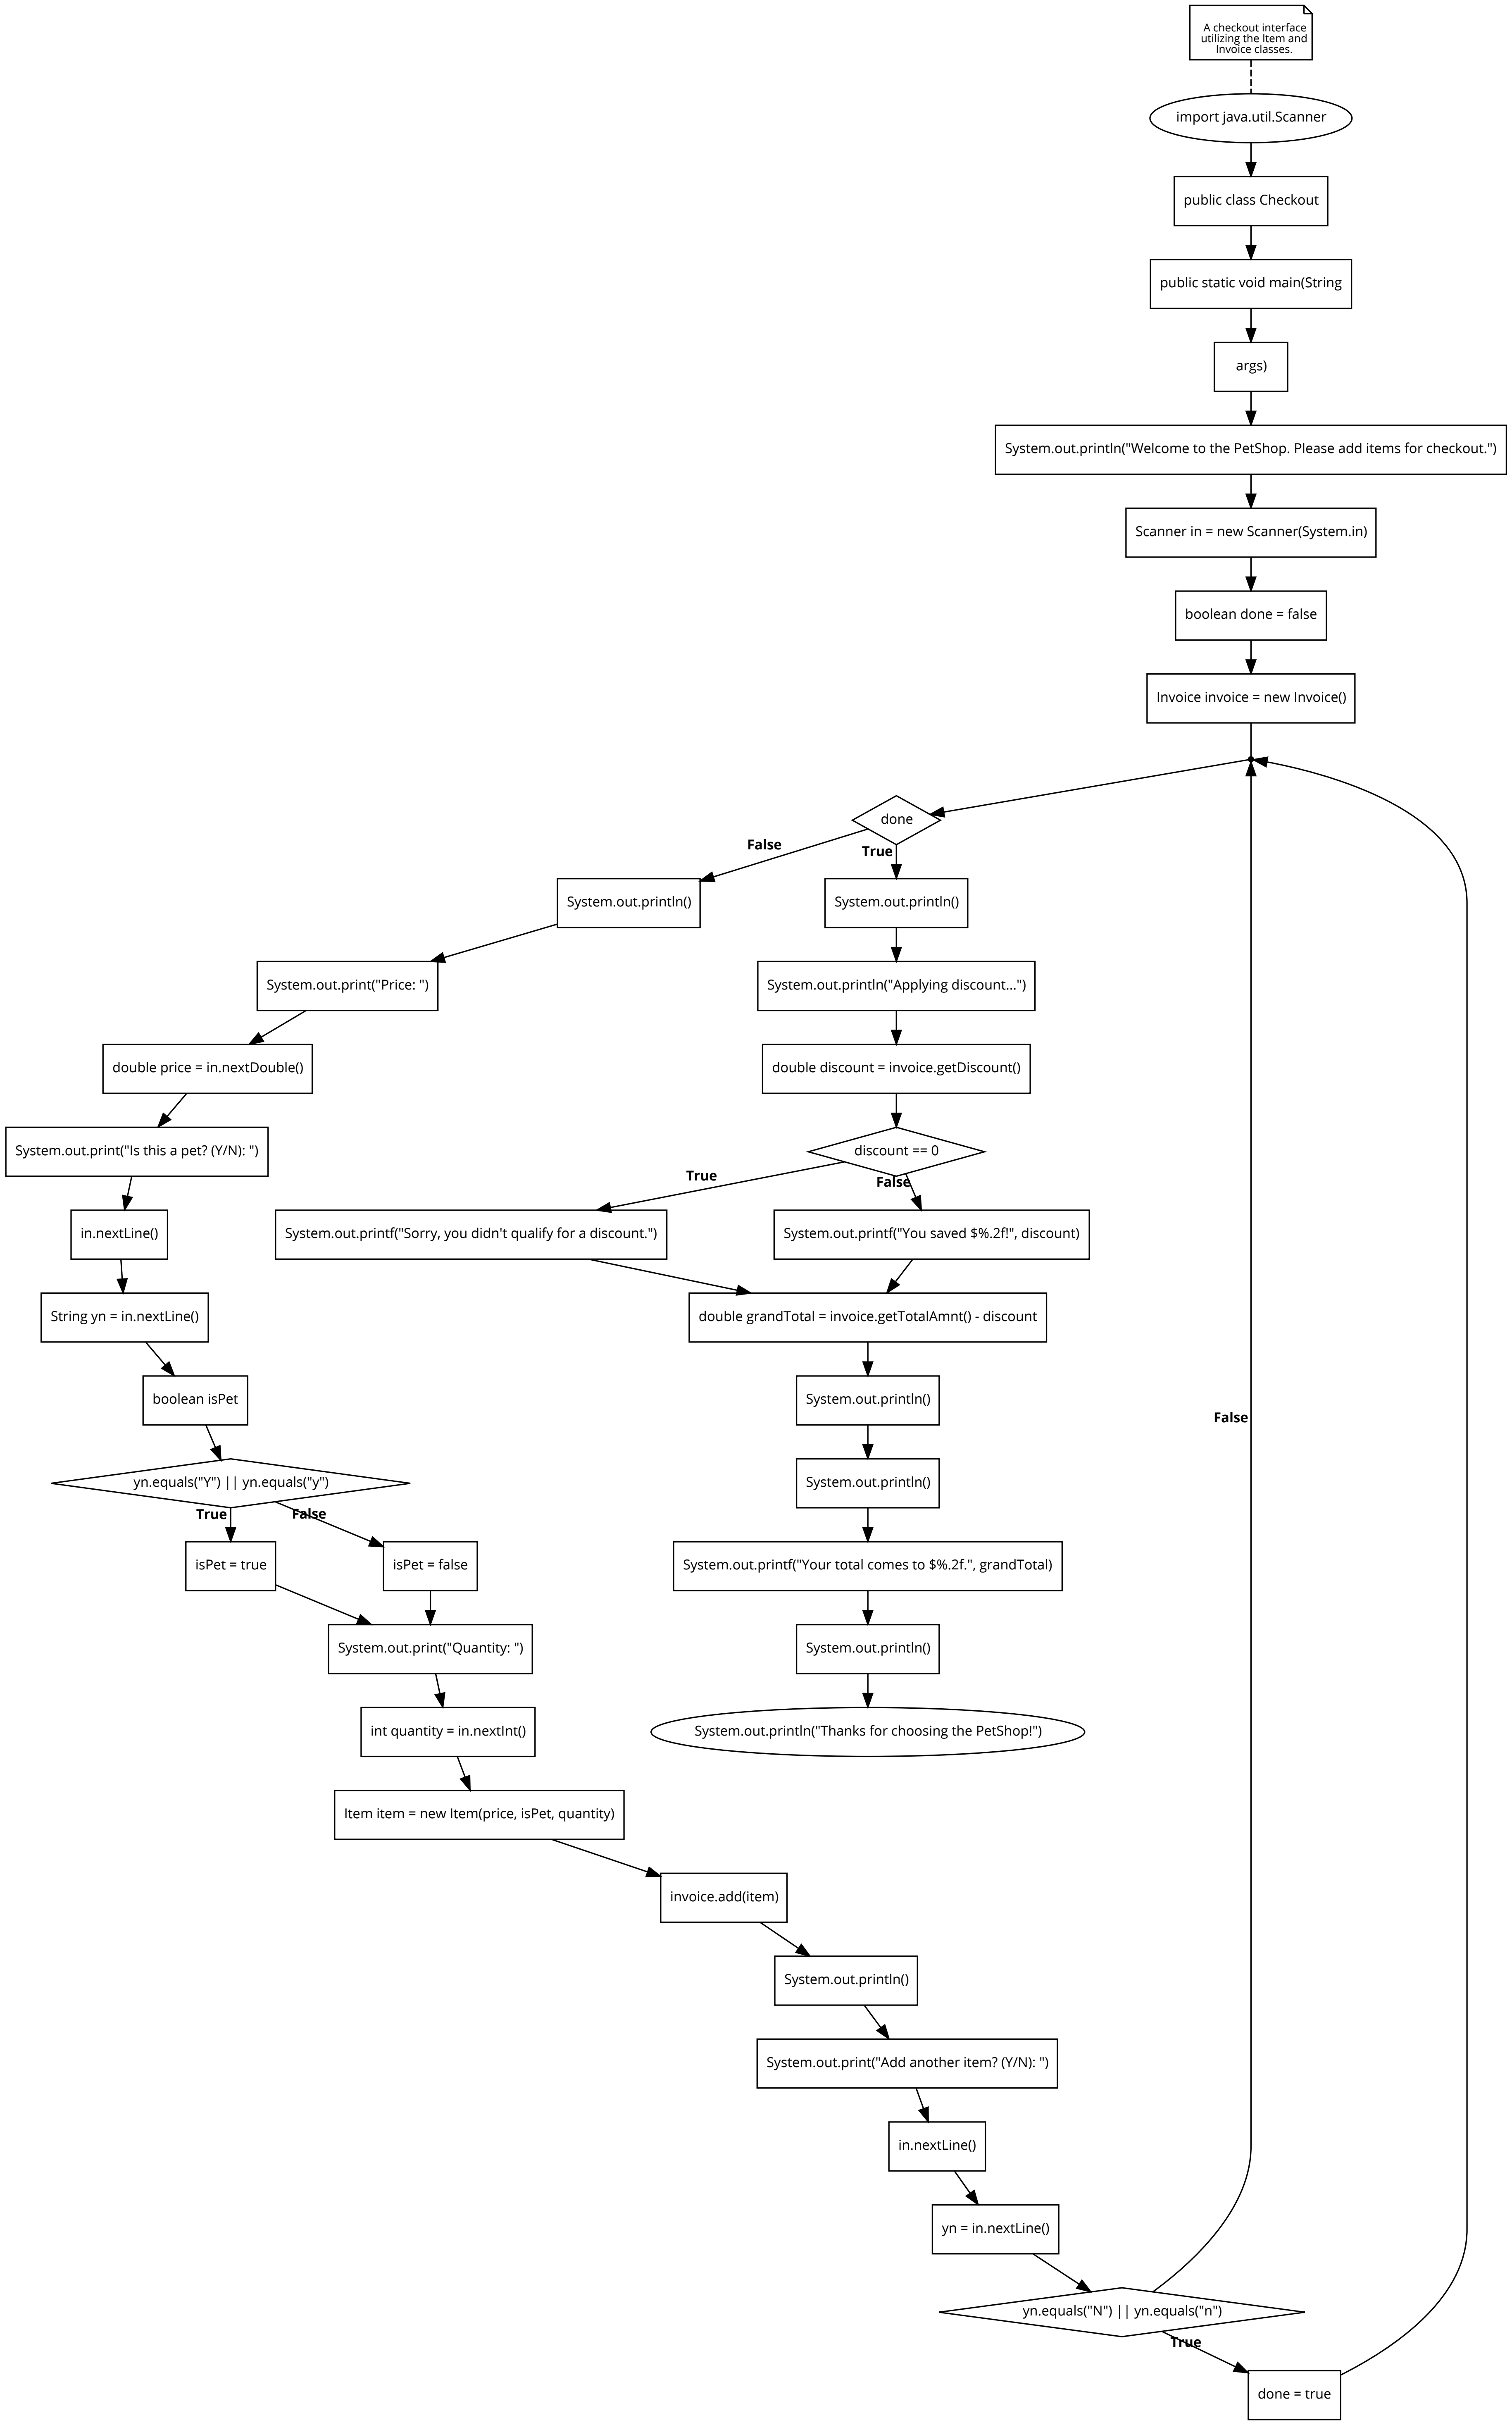 A checkout interface
utilizing the Item and
Invoice classes.
import java.util.Scanner
public class Checkout
public static void main(String
args)
System.out.println("Welcome to the PetShop. Please add items for checkout.")
Scanner in = new Scanner(System.in)
boolean done = false
Invoice invoice = new Invoice()
done
False
True
System.out.println()
System.out.println()
System.out.print("Price: ")
System.out.println("Applying discount...")
double price = in.nextDouble()
double discount = invoice.getDiscount()
System.out.print("Is this a pet? (Y/N): ")
discount == 0
True
False
in.nextLine()
System.out.printf("Sorry, you didn't qualify for a discount.")
System.out.printf("You saved $%.2f!", discount)
String yn = in.nextLine()
double grandTotal = invoice.getTotalAmnt() - discount
boolean isPet
System.out.println()
False
yn.equals("Y") || yn.equals("y")
System.out.println()
True
False
isPet = true
isPet = false
System.out.printf("Your total comes to $%.2f.", grandTotal)
System.out.print("Quantity: ")
System.out.println()
int quantity = in.nextInt()
System.out.println("Thanks for choosing the PetShop!")
Item item = new Item(price, isPet, quantity)
invoice.add(item)
System.out.println()
System.out.print("Add another item? (Y/N): ")
in.nextLine()
yn = in.nextLine()
yn.equals("N") || yn.equals("n")
True
done = true